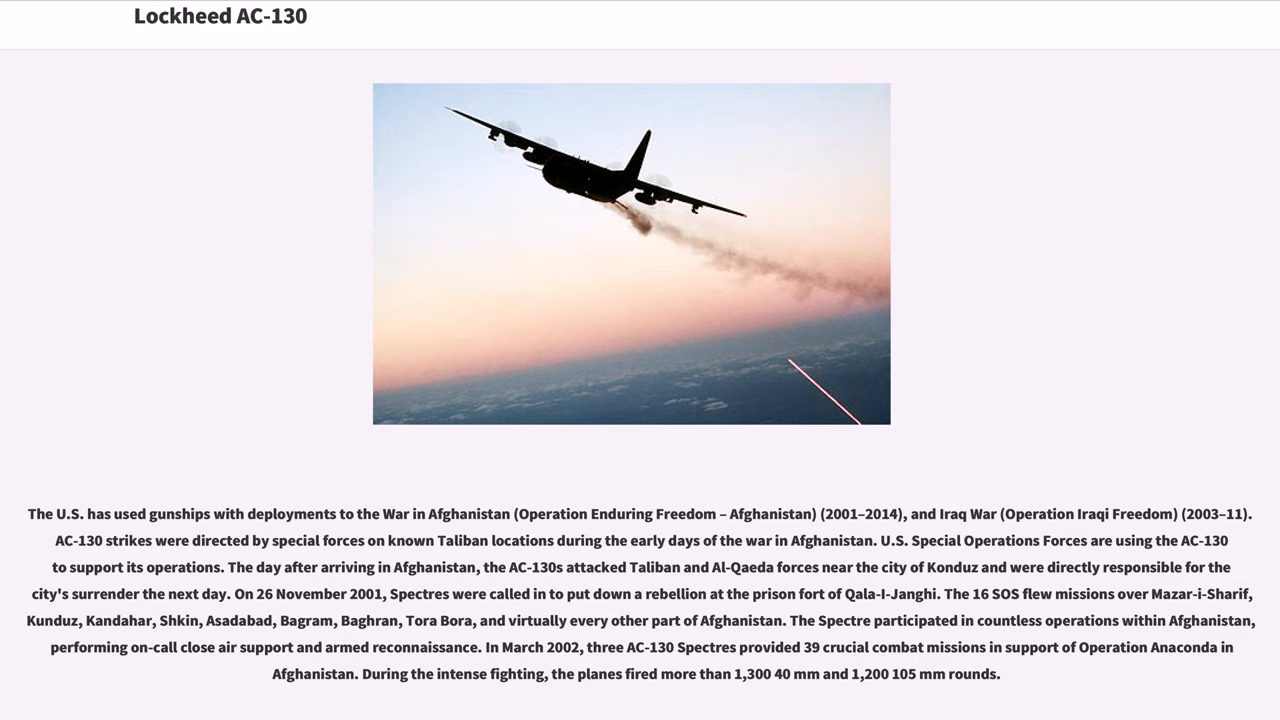 Lockheed AC-130
The U.S. has used gunships with deployments to the War in Afghanistan (Operation Enduring Freedom – Afghanistan) (2001–2014), and Iraq War (Operation Iraqi Freedom) (2003–11).
AC-130 strikes were directed by special forces on known Taliban locations during the early days of the war in Afghanistan. U.S. Special Operations Forces are using the AC-130
to support its operations. The day after arriving in Afghanistan, the AC-130s attacked Taliban and Al-Qaeda forces near the city of Konduz and were directly responsible for the
city's surrender the next day. On 26 November 2001, Spectres were called in to put down a rebellion at the prison fort of Qala-I-Janghi. The 16 SOS flew missions over Mazar-i-Sharif,
Kunduz, Kandahar, Shkin, Asadabad, Bagram, Baghran, Tora Bora, and virtually every other part of Afghanistan. The Spectre participated in countless operations within Afghanistan,
performing on-call close air support and armed reconnaissance. In March 2002, three AC-130 Spectres provided 39 crucial combat missions in support of Operation Anaconda in
Afghanistan. During the intense fighting, the planes fired more than 1,300 40 mm and 1,200 105 mm rounds.